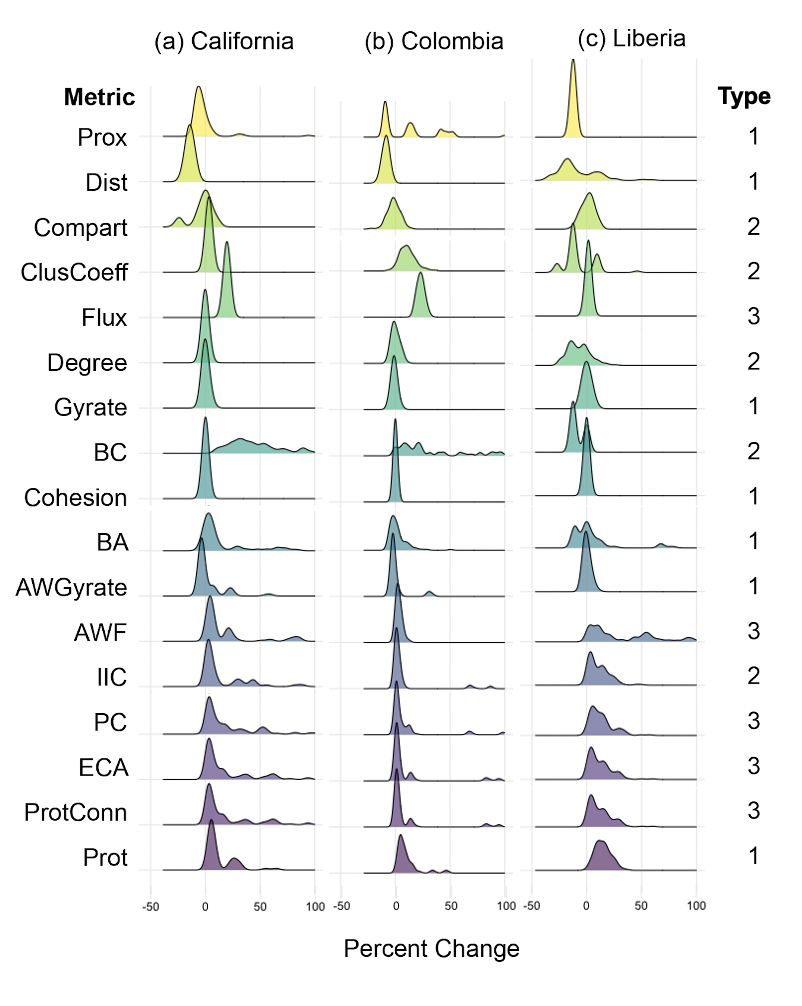 (a) California (b) Colombia (c) Liberia
Metric Type
Prox 1
Dist 1
Compart 2
ClusCoeff 2
Flux 3
Degree 2
Gyrate 1
BC 2
Cohesion 1
BA 1
AWGyrate 1
AWF 3
IIC 2
PC 3
ECA 3
ProtConn 3
Prot 1
-50 0 50 100 -50 0 50 100 -50 0 50 100
Percent Change